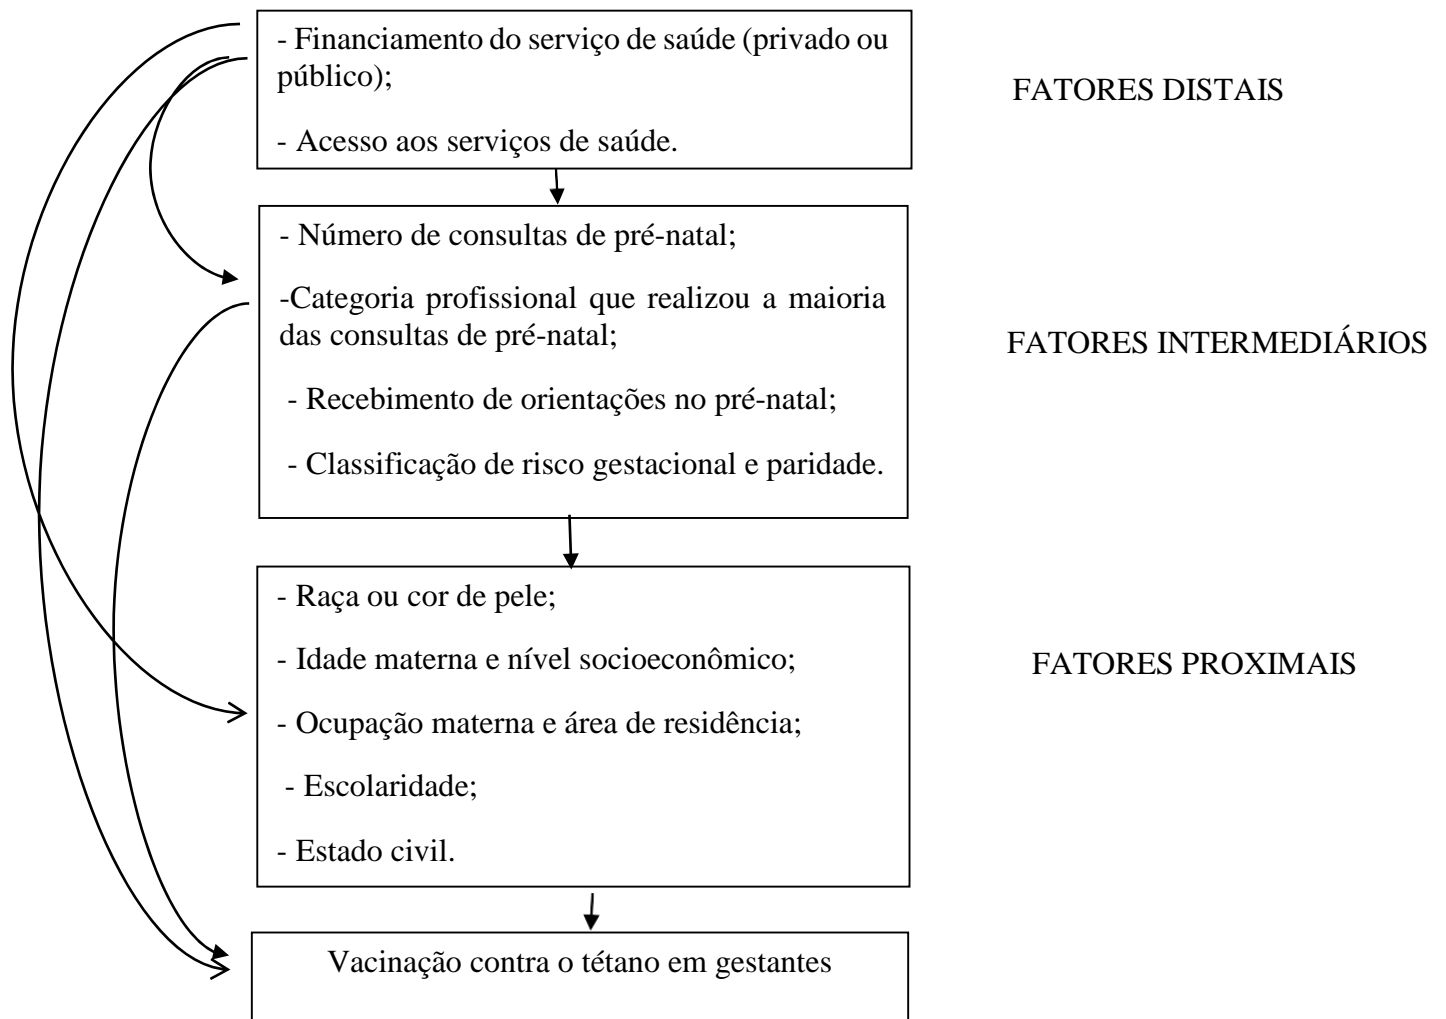 - Financiamento do serviço de saúde (privado ou
público);
- Acesso aos serviços de saúde.
FATORES DISTAIS
- Número de consultas de pré-natal;
-Categoria profissional que realizou a maioria
das consultas de pré-natal;
- Recebimento de orientações no pré-natal;
- Classificação de risco gestacional e paridade.
FATORES INTERMEDIÁRIOS
- Raça ou cor de pele;
- Idade materna e nível socioeconômico;
- Ocupação materna e área de residência;
- Escolaridade;
- Estado civil.
FATORES PROXIMAIS
Vacinação contra o tétano em gestantes